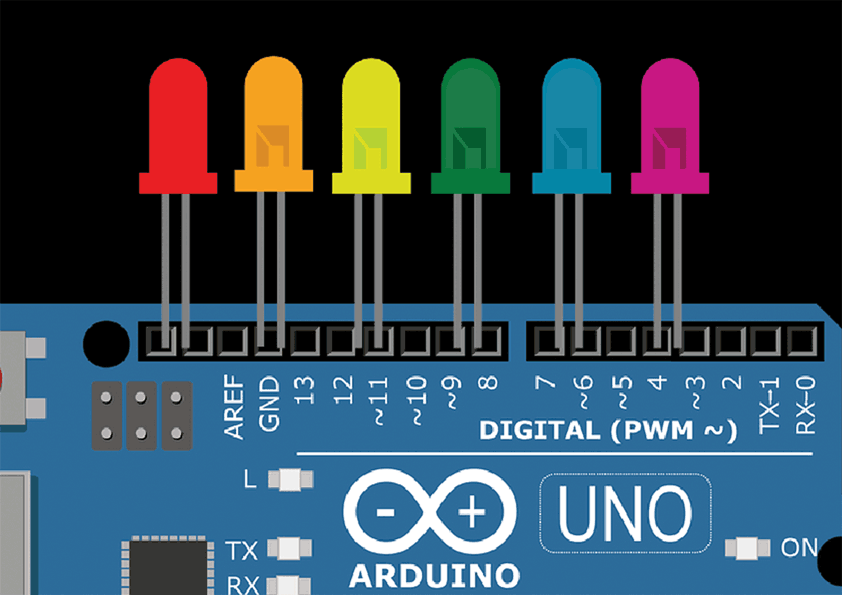 AREF
GND
13
12
~11
~10
~9
8
7
~6
~5
4
~3
2
TX→1
RX←0
DIGITAL (PWM ~)
L
- +
UNO
TX
ON
ARDUINO
RX